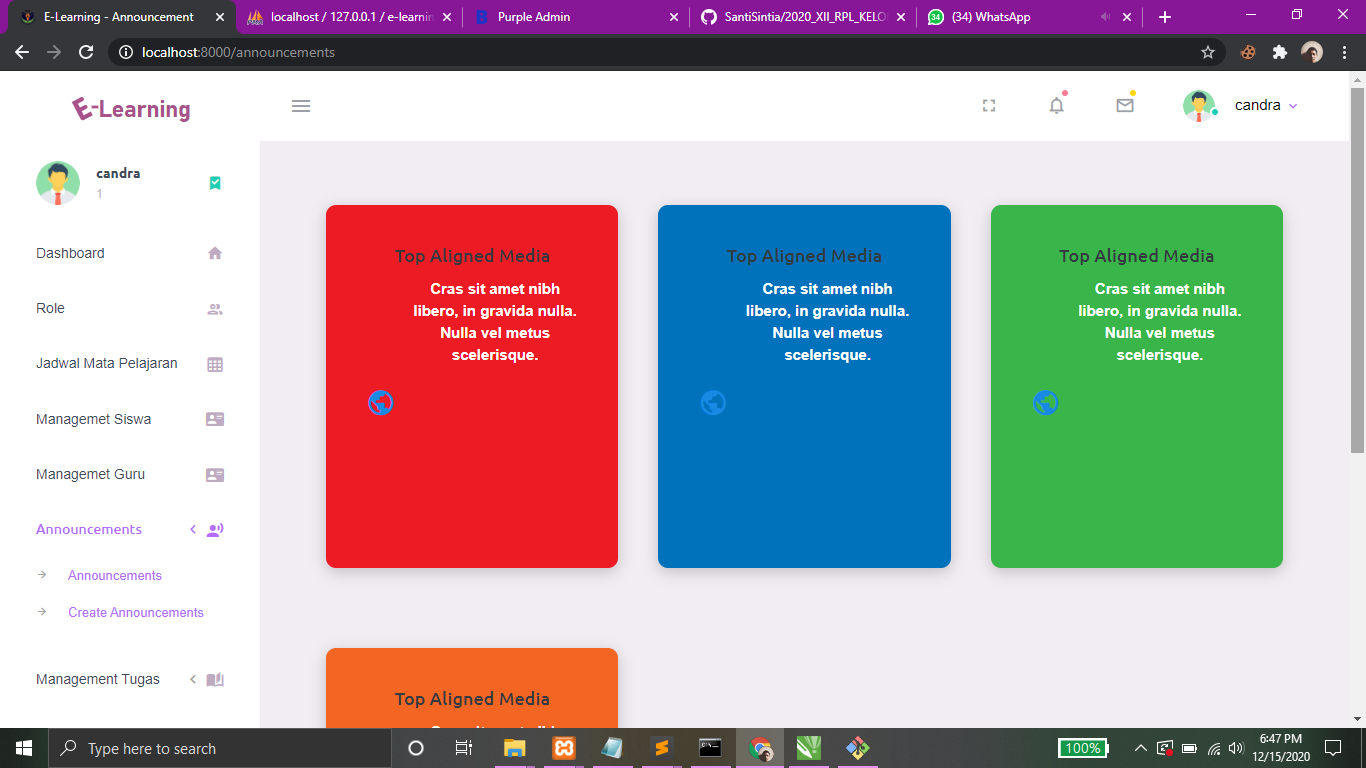 E-Learning - Announcement
localhost / 127.0.0.1 / e-learnin
Purple Admin
SantiSintia/2020_XII_RPL_KELO
34
(34) WhatsApp
localhost:8000/announcements
E-Learning
candra
candra
1
Dashboard
Role
Jadwal Mata Pelajaran
Managemet Siswa
Managemet Guru
Announcements
Announcements
Create Announcements
Management Tugas
Top Aligned Media
Cras sit amet nibh
libero, in gravida nulla.
Nulla vel metus
scelerisque.
Top Aligned Media
Cras sit amet nibh
libero, in gravida nulla.
Nulla vel metus
scelerisque.
Top Aligned Media
Cras sit amet nibh
libero, in gravida nulla.
Nulla vel metus
scelerisque.
Top Aligned Media
Type here to search
100%
6:47 PM
12/15/2020